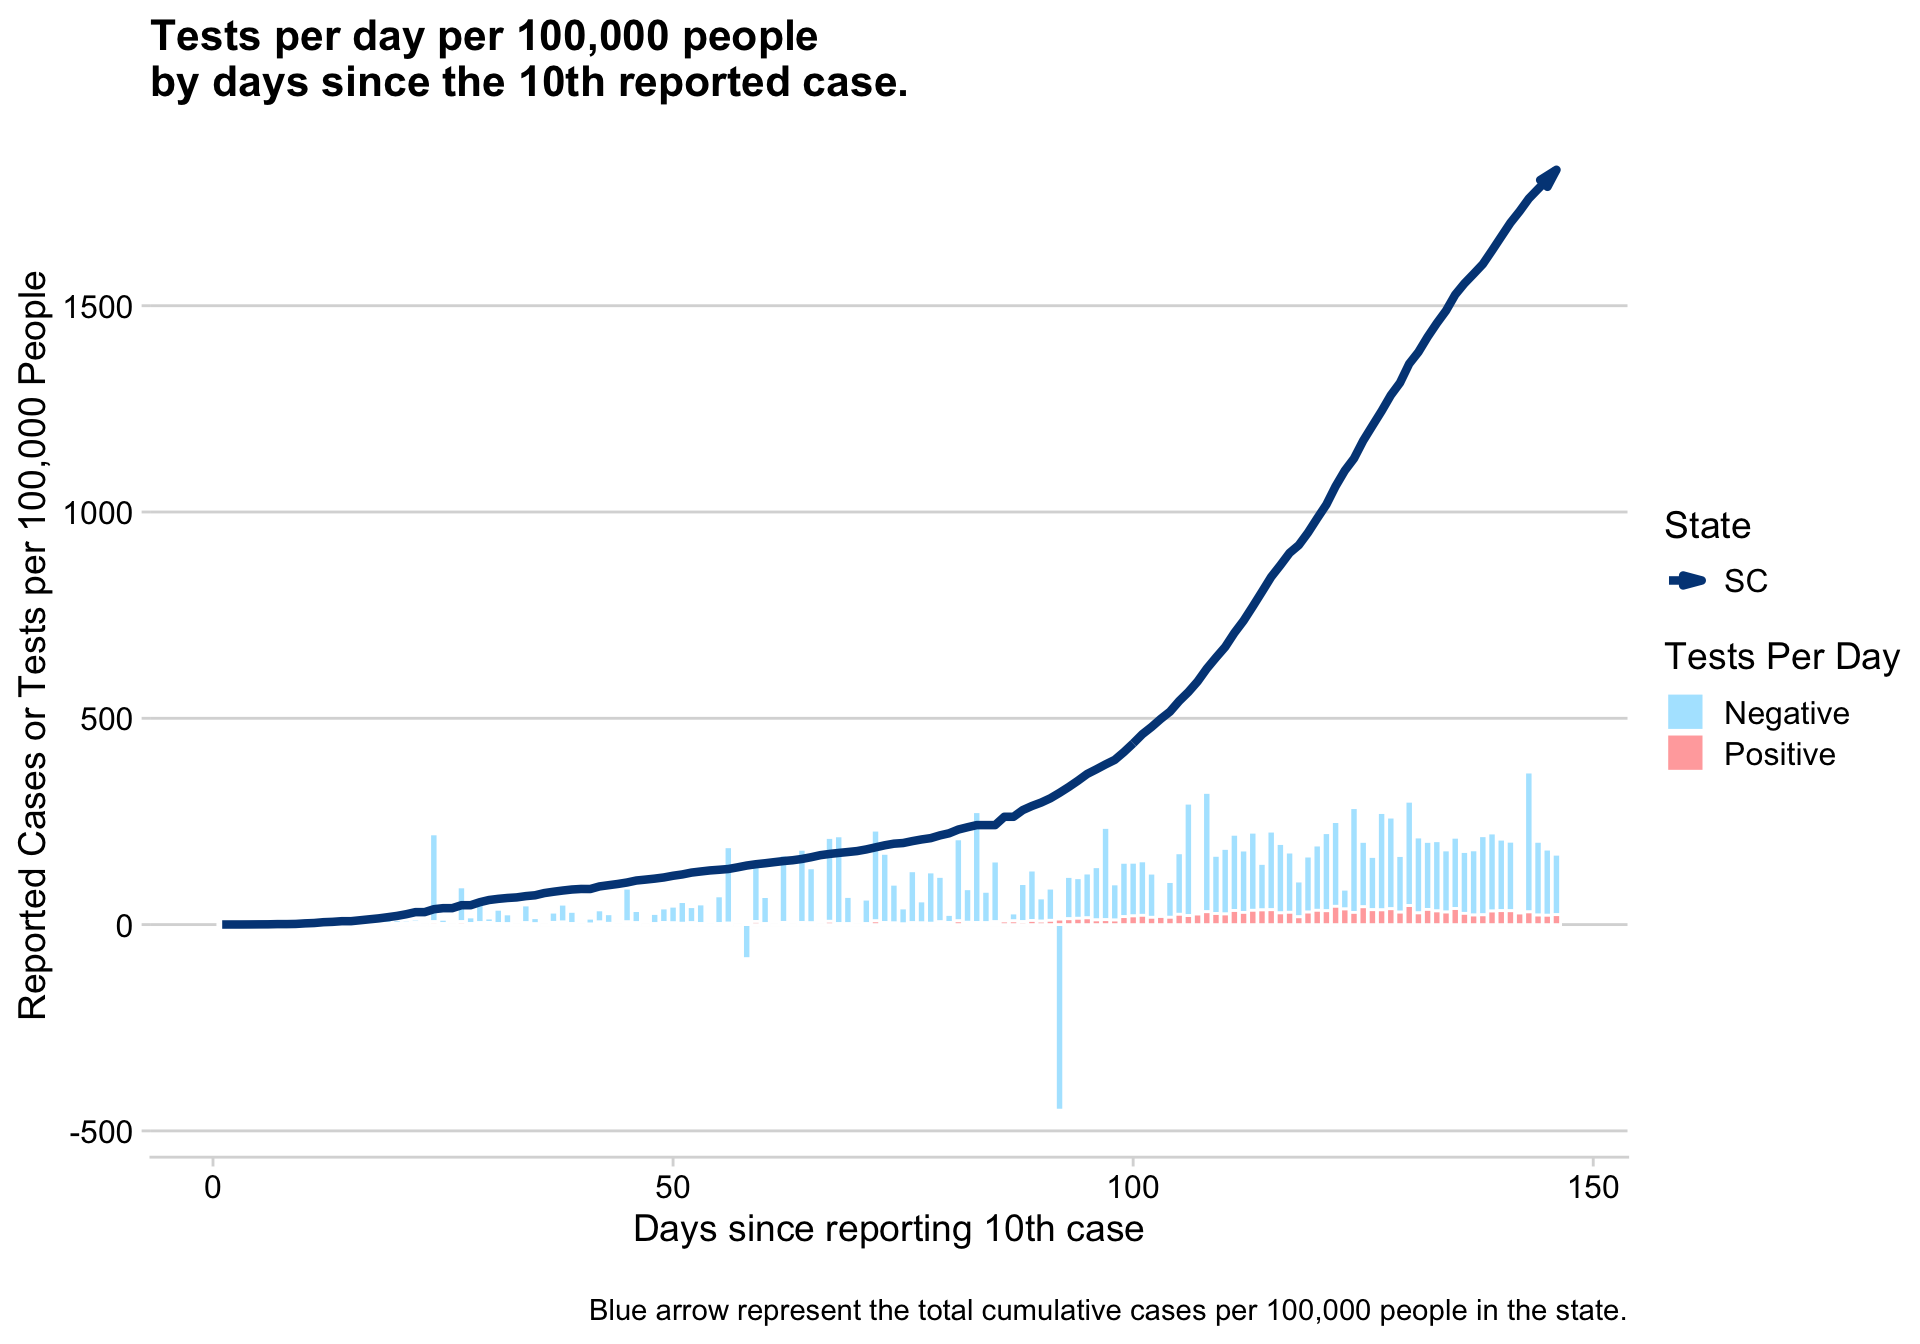 Tests per day per 100,000 people
by days since the 10th reported case.
Reported Cases or Tests per 100,000 People
1500
1000
500
0
-500
0
50
100
150
Days since reporting 10th case
State
SC
Tests Per Day
Negative
Positive
Blue arrow represent the total cumulative cases per 100,000 people in the state.